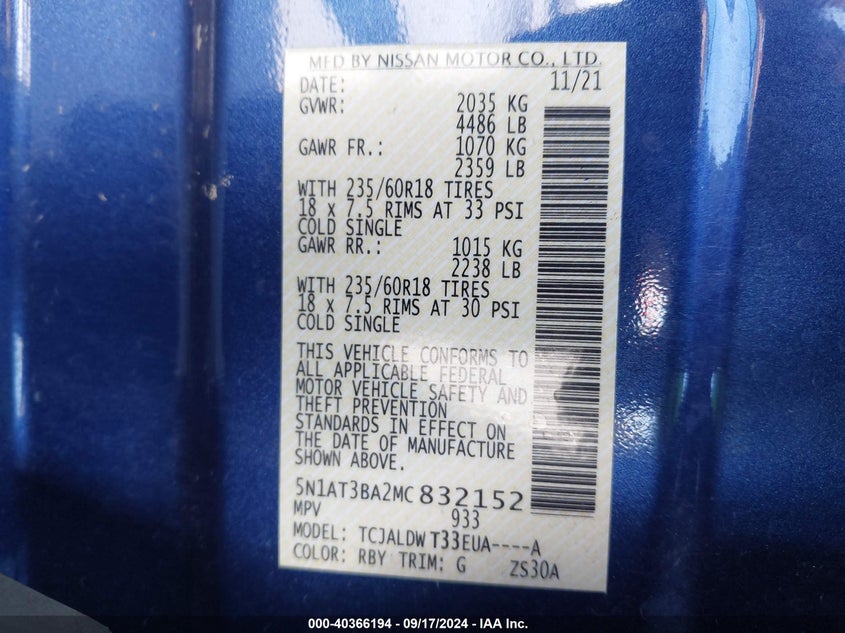 MFD BY NISSAN MOTOR CO., LTD.
DATE: 11/21
GVWR: 2035 KG
4486 LB
GAWR FR.: 1070 KG
2359 LB
WITH 235/60R18 TIRES
18 x 7.5 RIMS AT 33 PSI
COLD SINGLE
GAWR RR.: 1015 KG
2238 LB
WITH 235/60R18 TIRES
18 x 7.5 RIMS AT 30 PSI
COLD SINGLE
THIS VEHICLE CONFORMS TO
ALL APPLICABLE FEDERAL
MOTOR VEHICLE SAFETY AND
THEFT PREVENTION
STANDARDS IN EFFECT ON
THE DATE OF MANUFACTURE
SHOWN ABOVE.
5N1AT3BA2MC832152
MPV 933
MODEL: TCJALDWT33EUA----A
COLOR: RBY TRIM: G ZS30A
000-40366194 - 09/17/2024 - IAA Inc.